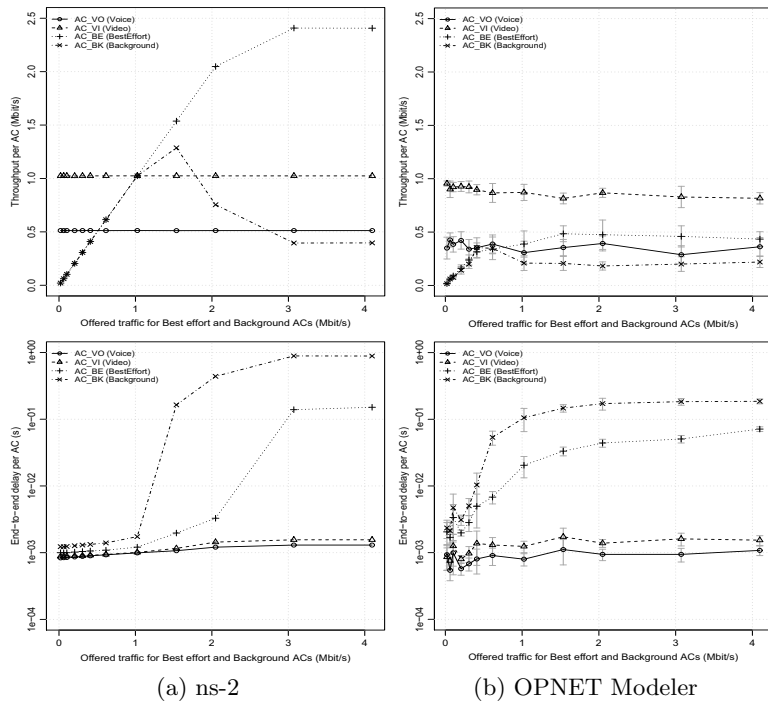 AC_VO (Voice)
AC_VI (Video)
AC_BE (BestEffort)
AC_BK (Background)
Throughput per AC (Mbit/s)
2.5
2.0
1.5
1.0
0.5
0.0
0 1 2 3 4
Offered traffic for Best effort and Background ACs (Mbit/s)
AC_VO (Voice)
AC_VI (Video)
AC_BE (BestEffort)
AC_BK (Background)
Throughput per AC (Mbit/s)
2.5
2.0
1.5
1.0
0.5
0.0
0 1 2 3 4
Offered traffic for Best effort and Background ACs (Mbit/s)
AC_VO (Voice)
AC_VI (Video)
AC_BE (BestEffort)
AC_BK (Background)
End-to-end delay per AC (s)
1e+00
1e-01
1e-02
1e-03
1e-04
0 1 2 3 4
Offered traffic for Best effort and Background ACs (Mbit/s)
AC_VO (Voice)
AC_VI (Video)
AC_BE (BestEffort)
AC_BK (Background)
End-to-end delay per AC (s)
1e+00
1e-01
1e-02
1e-03
1e-04
0 1 2 3 4
Offered traffic for Best effort and Background ACs (Mbit/s)
(a) ns-2
(b) OPNET Modeler